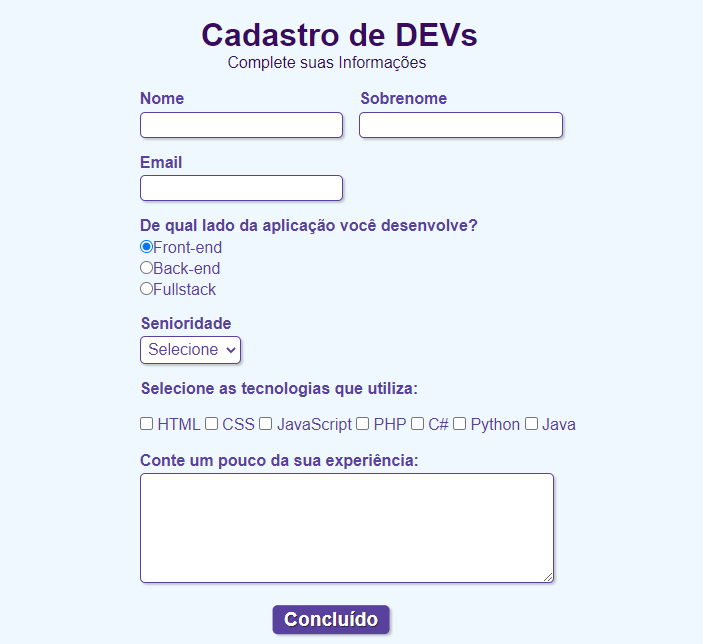 Cadastro de DEVs
Complete suas Informações
Nome Sobrenome
Email
De qual lado da aplicação você desenvolve?
Front-end
Back-end
Fullstack
Senioridade
Selecione
Selecione as tecnologias que utiliza:
HTML CSS JavaScript PHP C# Python Java
Conte um pouco da sua experiência:
Concluído